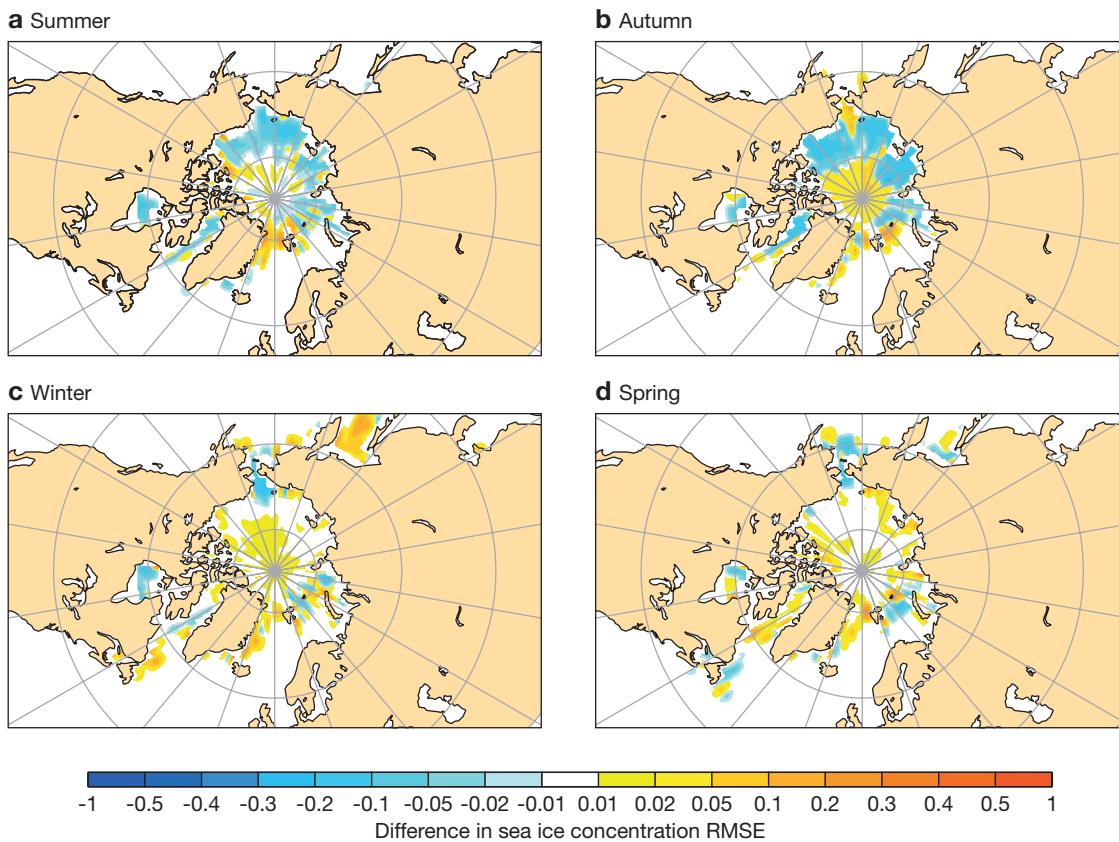 a Summer
b Autumn
c Winter
d Spring
-1 -0.5 -0.4 -0.3 -0.2 -0.1 -0.05 -0.02 -0.01 0.01 0.02 0.05 0.1 0.2 0.3 0.4 0.5 1
Difference in sea ice concentration RMSE